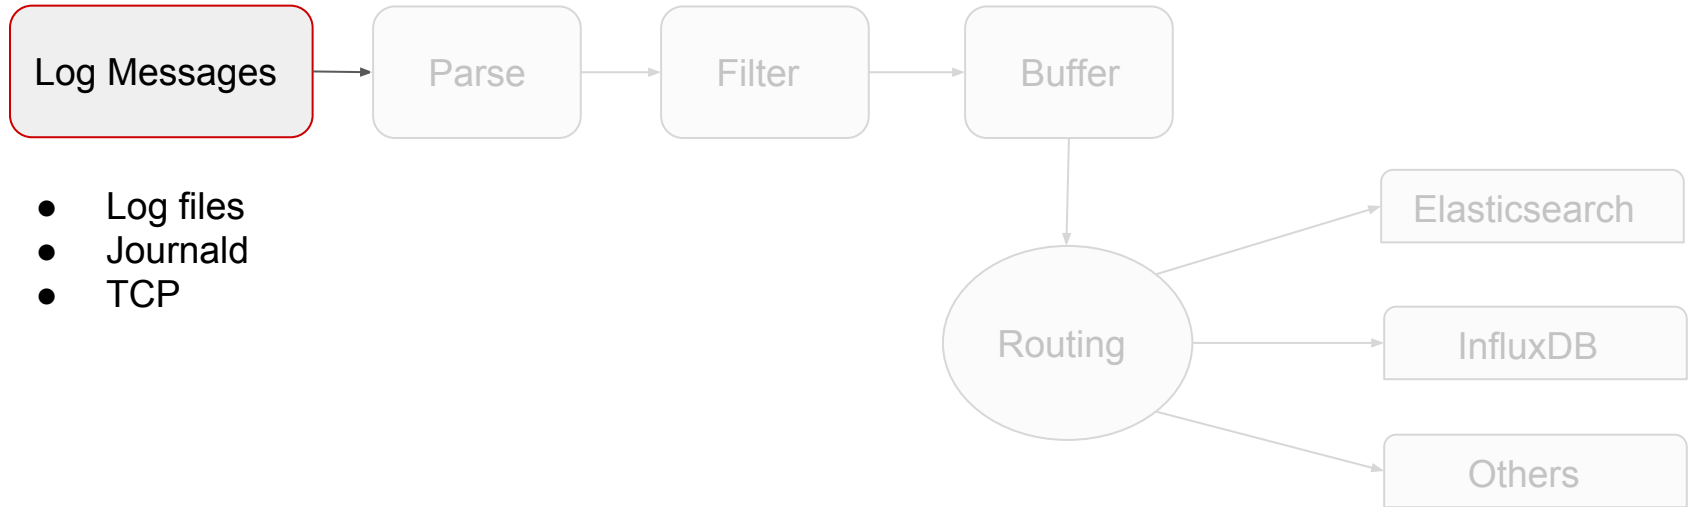 Log Messages
Parse
Filter
Buffer
● Log files
● Journald
● TCP
Elasticsearch
Routing
InfluxDB
Others